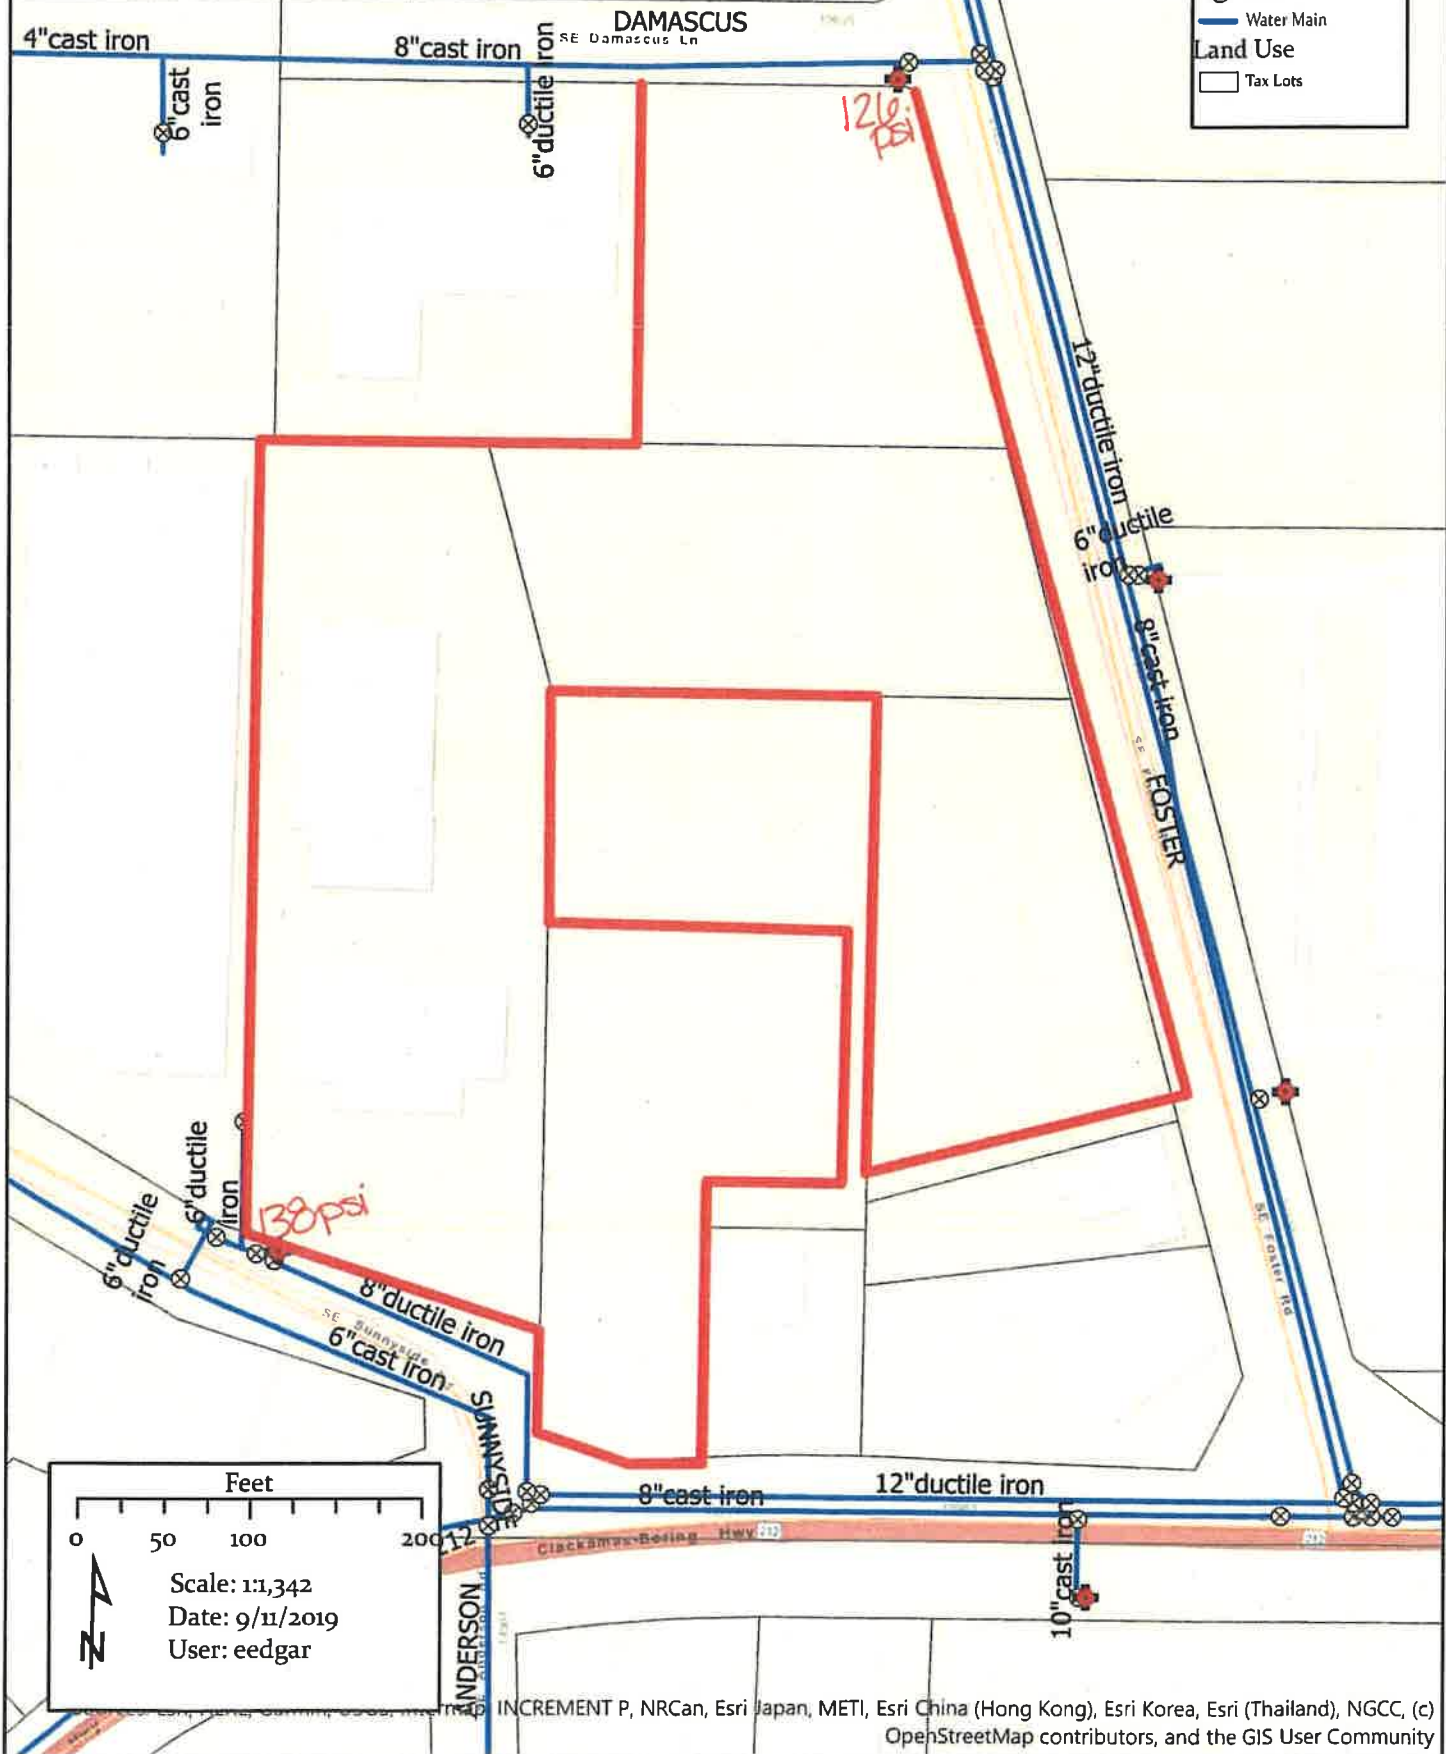 DAMASCUS
SE Damascus Ln
4"cast iron
8"cast iron
6"cast
iron
6"ductile iron
Water Main
Land Use
Tax Lots
126
psi
12"ductile iron
6"ductile
iron
8"cast iron
FOSTER
SE Foster Rd
6"ductile
iron
6"ductile
iron
138psi
8"ductile iron
SE Sunnyside
6"cast iron
SUNNYSIDE
8"cast iron
12"ductile iron
212
Clackamas-Boring Hwy
212
212
10"cast iron
ANDERSON
Feet
0 50 100 200
Scale: 1:1,342
Date: 9/11/2019
User: eedgar
N
INCREMENT P, NRCan, Esri Japan, METI, Esri China (Hong Kong), Esri Korea, Esri (Thailand), NGCC, (c)
OpenStreetMap contributors, and the GIS User Community